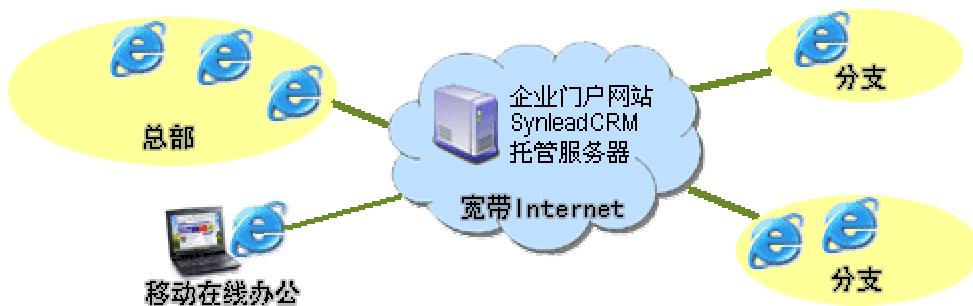 总部
企业门户网站
SynleadCRM
托管服务器
宽带Internet
分支
移动在线办公
分支